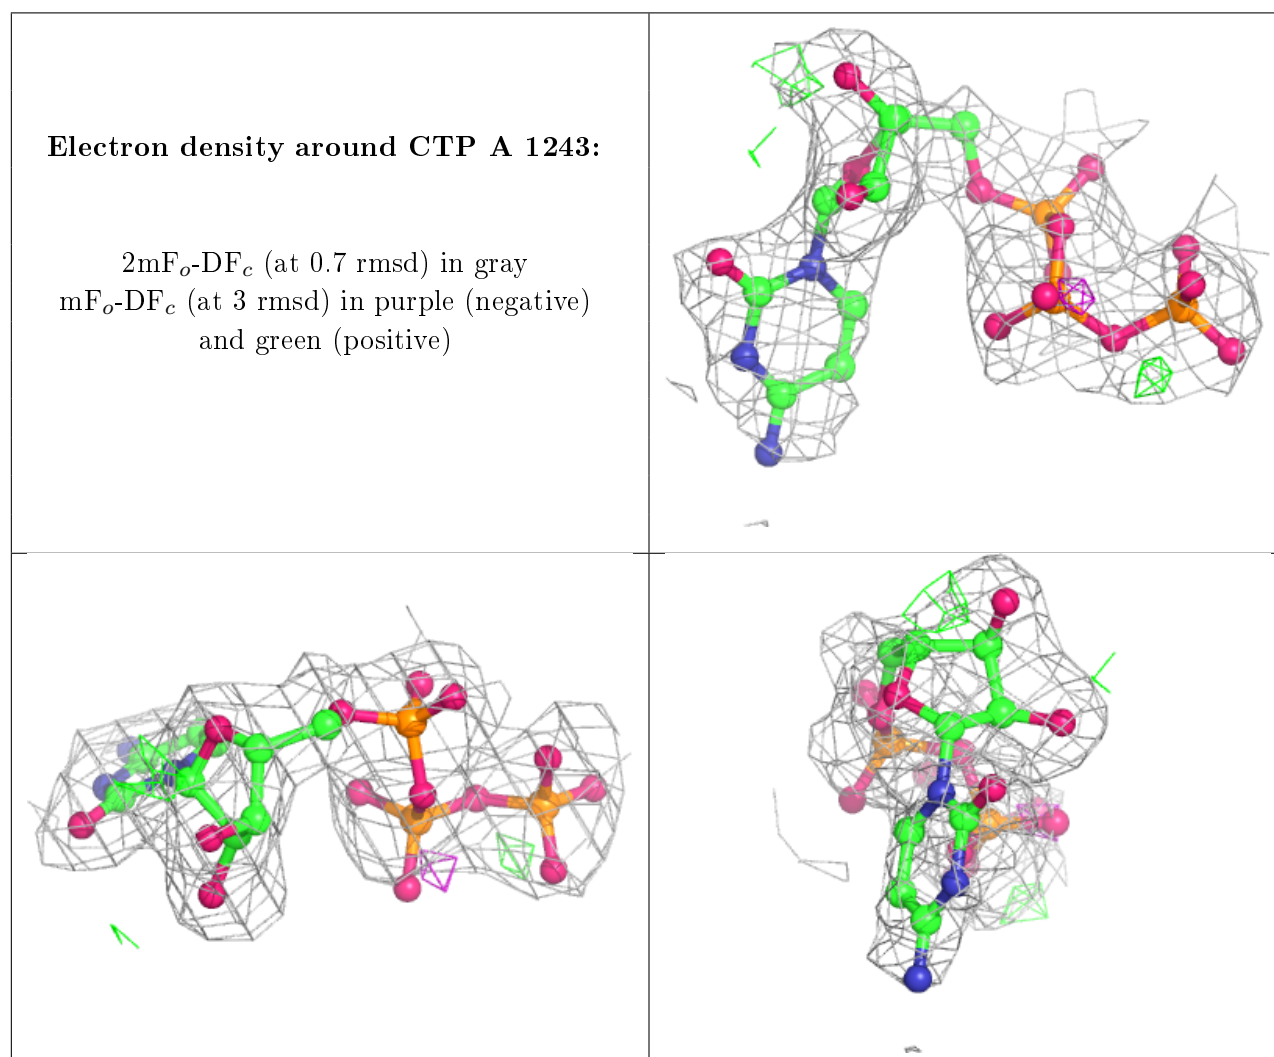 Electron density around CTP A 1243:
2mFₒ-DF𝒸 (at 0.7 rmsd) in gray
mFₒ-DF𝒸 (at 3 rmsd) in purple (negative)
and green (positive)